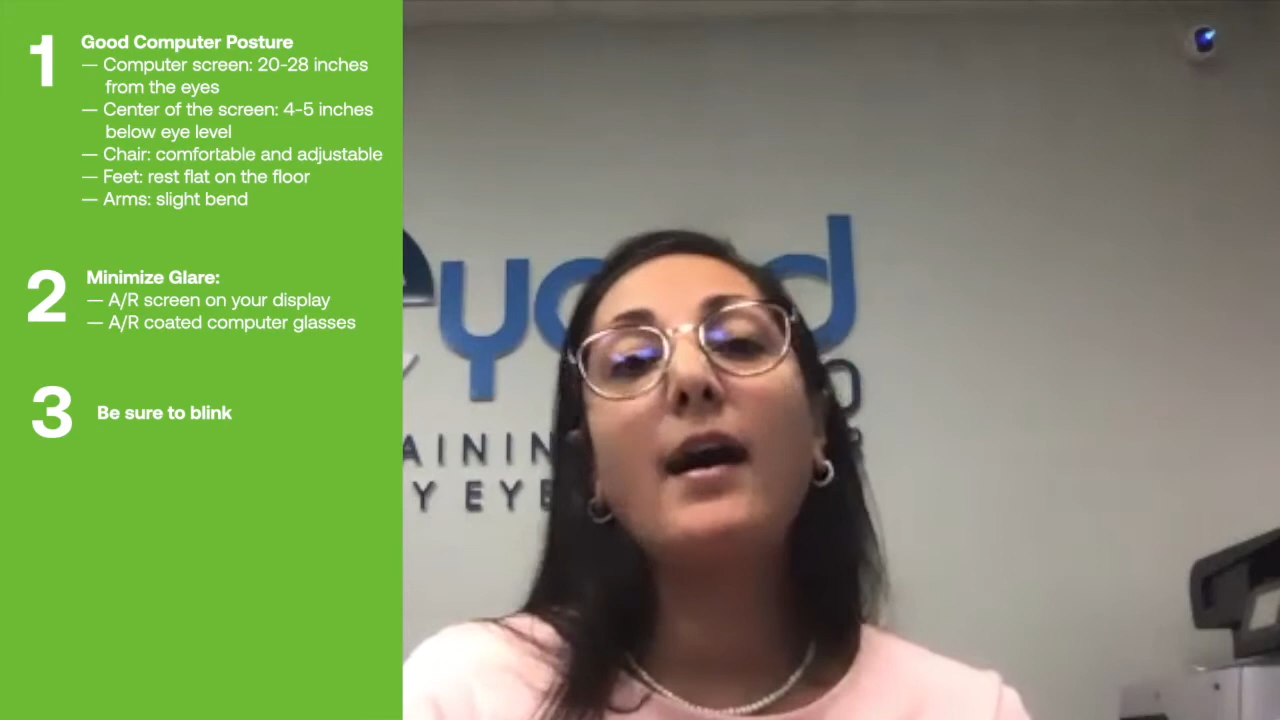 1
Good Computer Posture
— Computer screen: 20-28 inches
from the eyes
— Center of the screen: 4-5 inches
below eye level
— Chair: comfortable and adjustable
— Feet: rest flat on the floor
— Arms: slight bend
2
Minimize Glare:
— A/R screen on your display
— A/R coated computer glasses
3
Be sure to blink